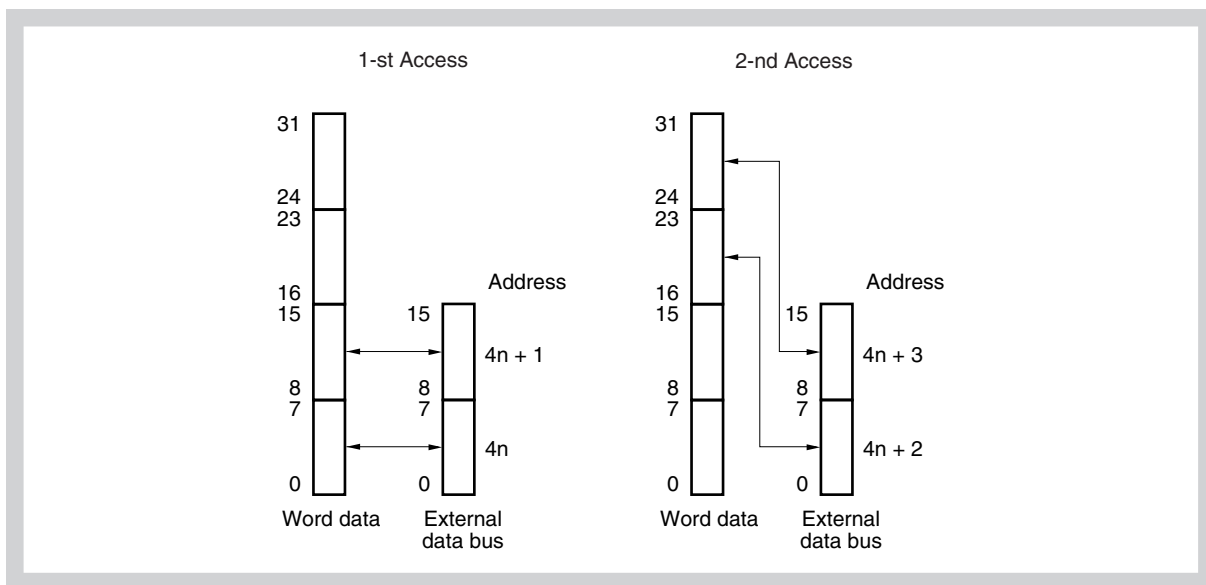 1-st Access
31
24
23
16
15
8
7
0
Word data
Address
15
4n + 1
8
7
4n
0
External
data bus
2-nd Access
31
24
23
16
15
8
7
0
Word data
Address
15
4n + 3
8
7
4n + 2
0
External
data bus